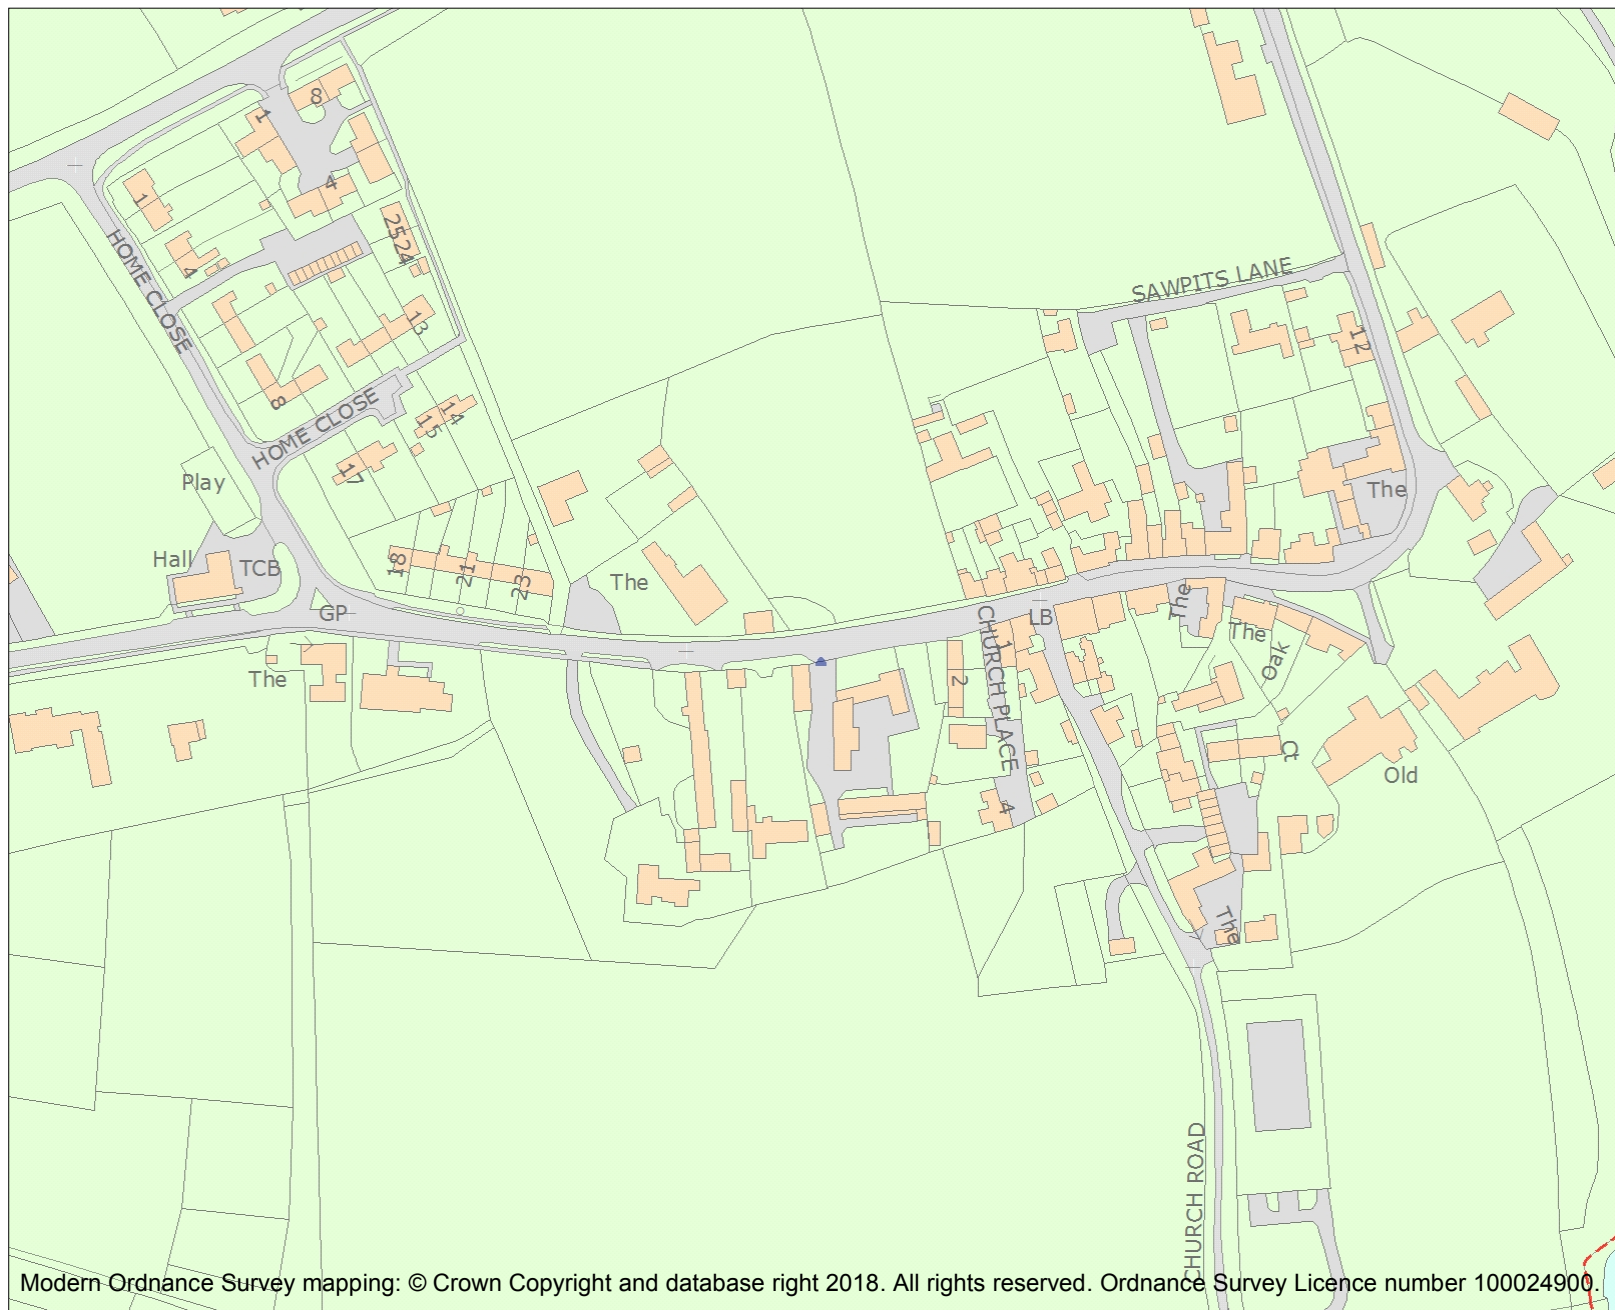 8
1
4
1
2524
HOME CLOSE
4
SAWPITS LANE
13
12
8
HOME CLOSE
14
15
17
Play
The
Hall
TCB
18
21
23
The
GP
CHURCH PLACE
LB
1
The
The
Oak
The
2
Ct
Old
4
The
CHURCH ROAD
Modern Ordnance Survey mapping: © Crown Copyright and database right 2018. All rights reserved. Ordnance Survey Licence number 100024900.